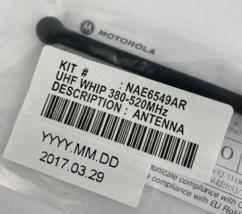 MOTOROLA
KIT # : NAE6549AR
UHF WHIP 380-520MHz
DESCRIPTION : ANTENNA
YYYY.MM.DD
2017.03.29
compliance with
compliance with
EU